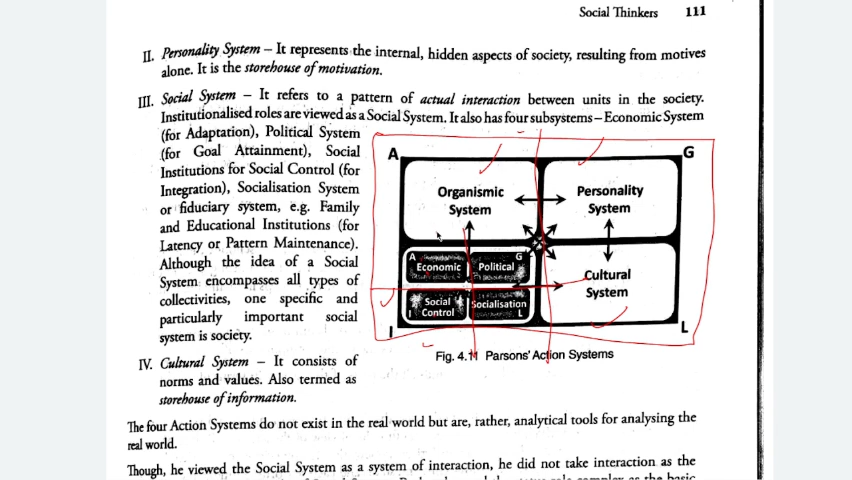 Social Thinkers 111
II. Personality System – It represents the internal, hidden aspects of society, resulting from motives
alone. It is the storehouse of motivation.
III. Social System – It refers to a pattern of actual interaction between units in the society.
Institutionalised roles are viewed as a Social System. It also has four subsystems – Economic System
(for Adaptation), Political System
(for Goal Attainment), Social
Institutions for Social Control (for
Integration), Socialisation System
or fiduciary system, e.g. Family
and Educational Institutions (for
Latency or Pattern Maintenance).
Although the idea of a Social
System encompasses all types of
collectivities, one specific and
particularly important social
system is society.
A G
Organismic
System
Personality
System
A G
Economic Political
Social
Control
Socialisation
I L
Cultural
System
I L
Fig. 4.11 Parsons' Action Systems
IV. Cultural System – It consists of
norms and values. Also termed as
storehouse of information.
The four Action Systems do not exist in the real world but are, rather, analytical tools for analysing the
real world.
Though, he viewed the Social System as a system of interaction, he did not take interaction as the